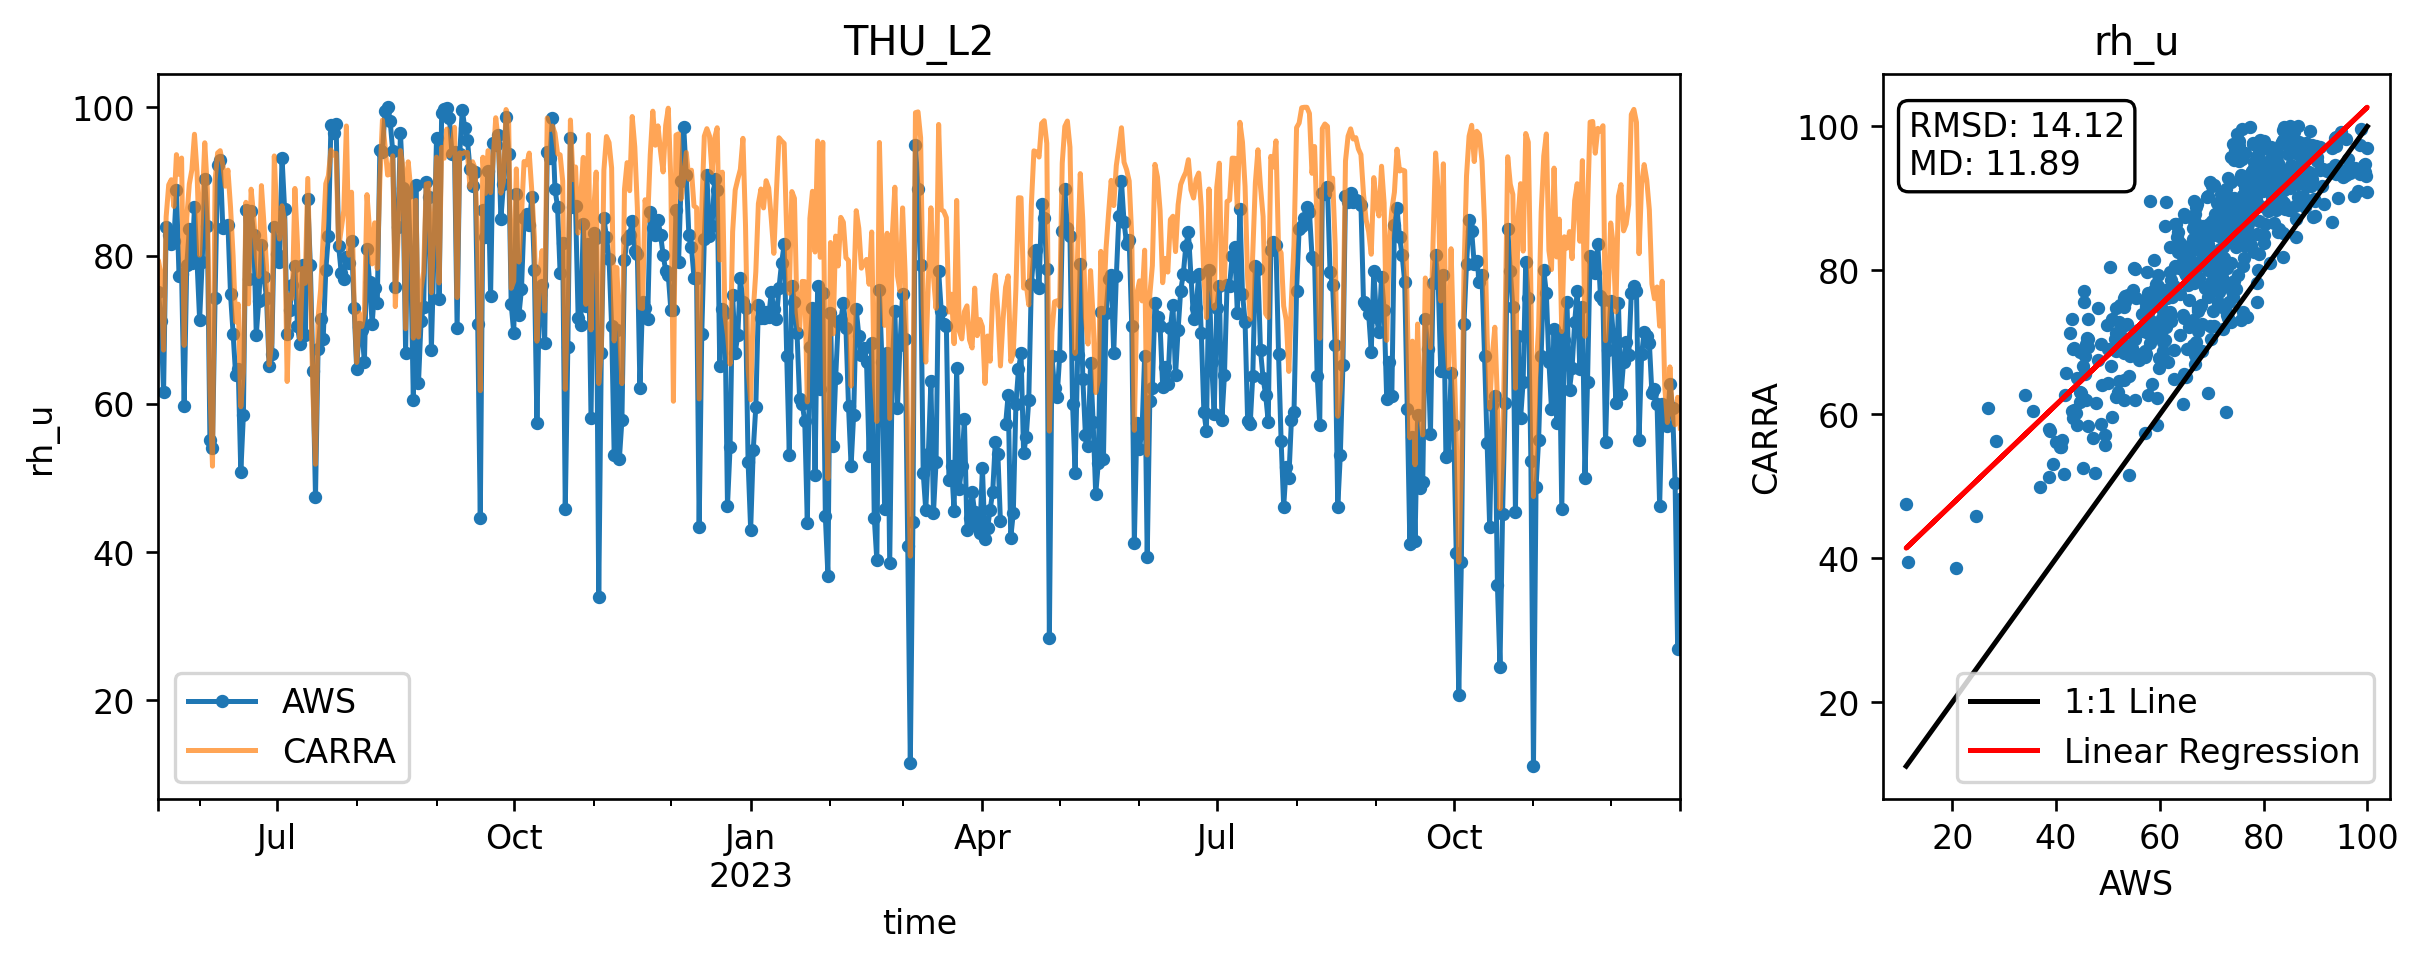 THU_L2
rh_u
100
80
60
40
20
AWS
CARRA
Jul
Oct
Jan
2023
Apr
Jul
Oct
time
rh_u
CARRA
100
80
60
40
20
RMSD: 14.12
MD: 11.89
1:1 Line
Linear Regression
20 40 60 80 100
AWS